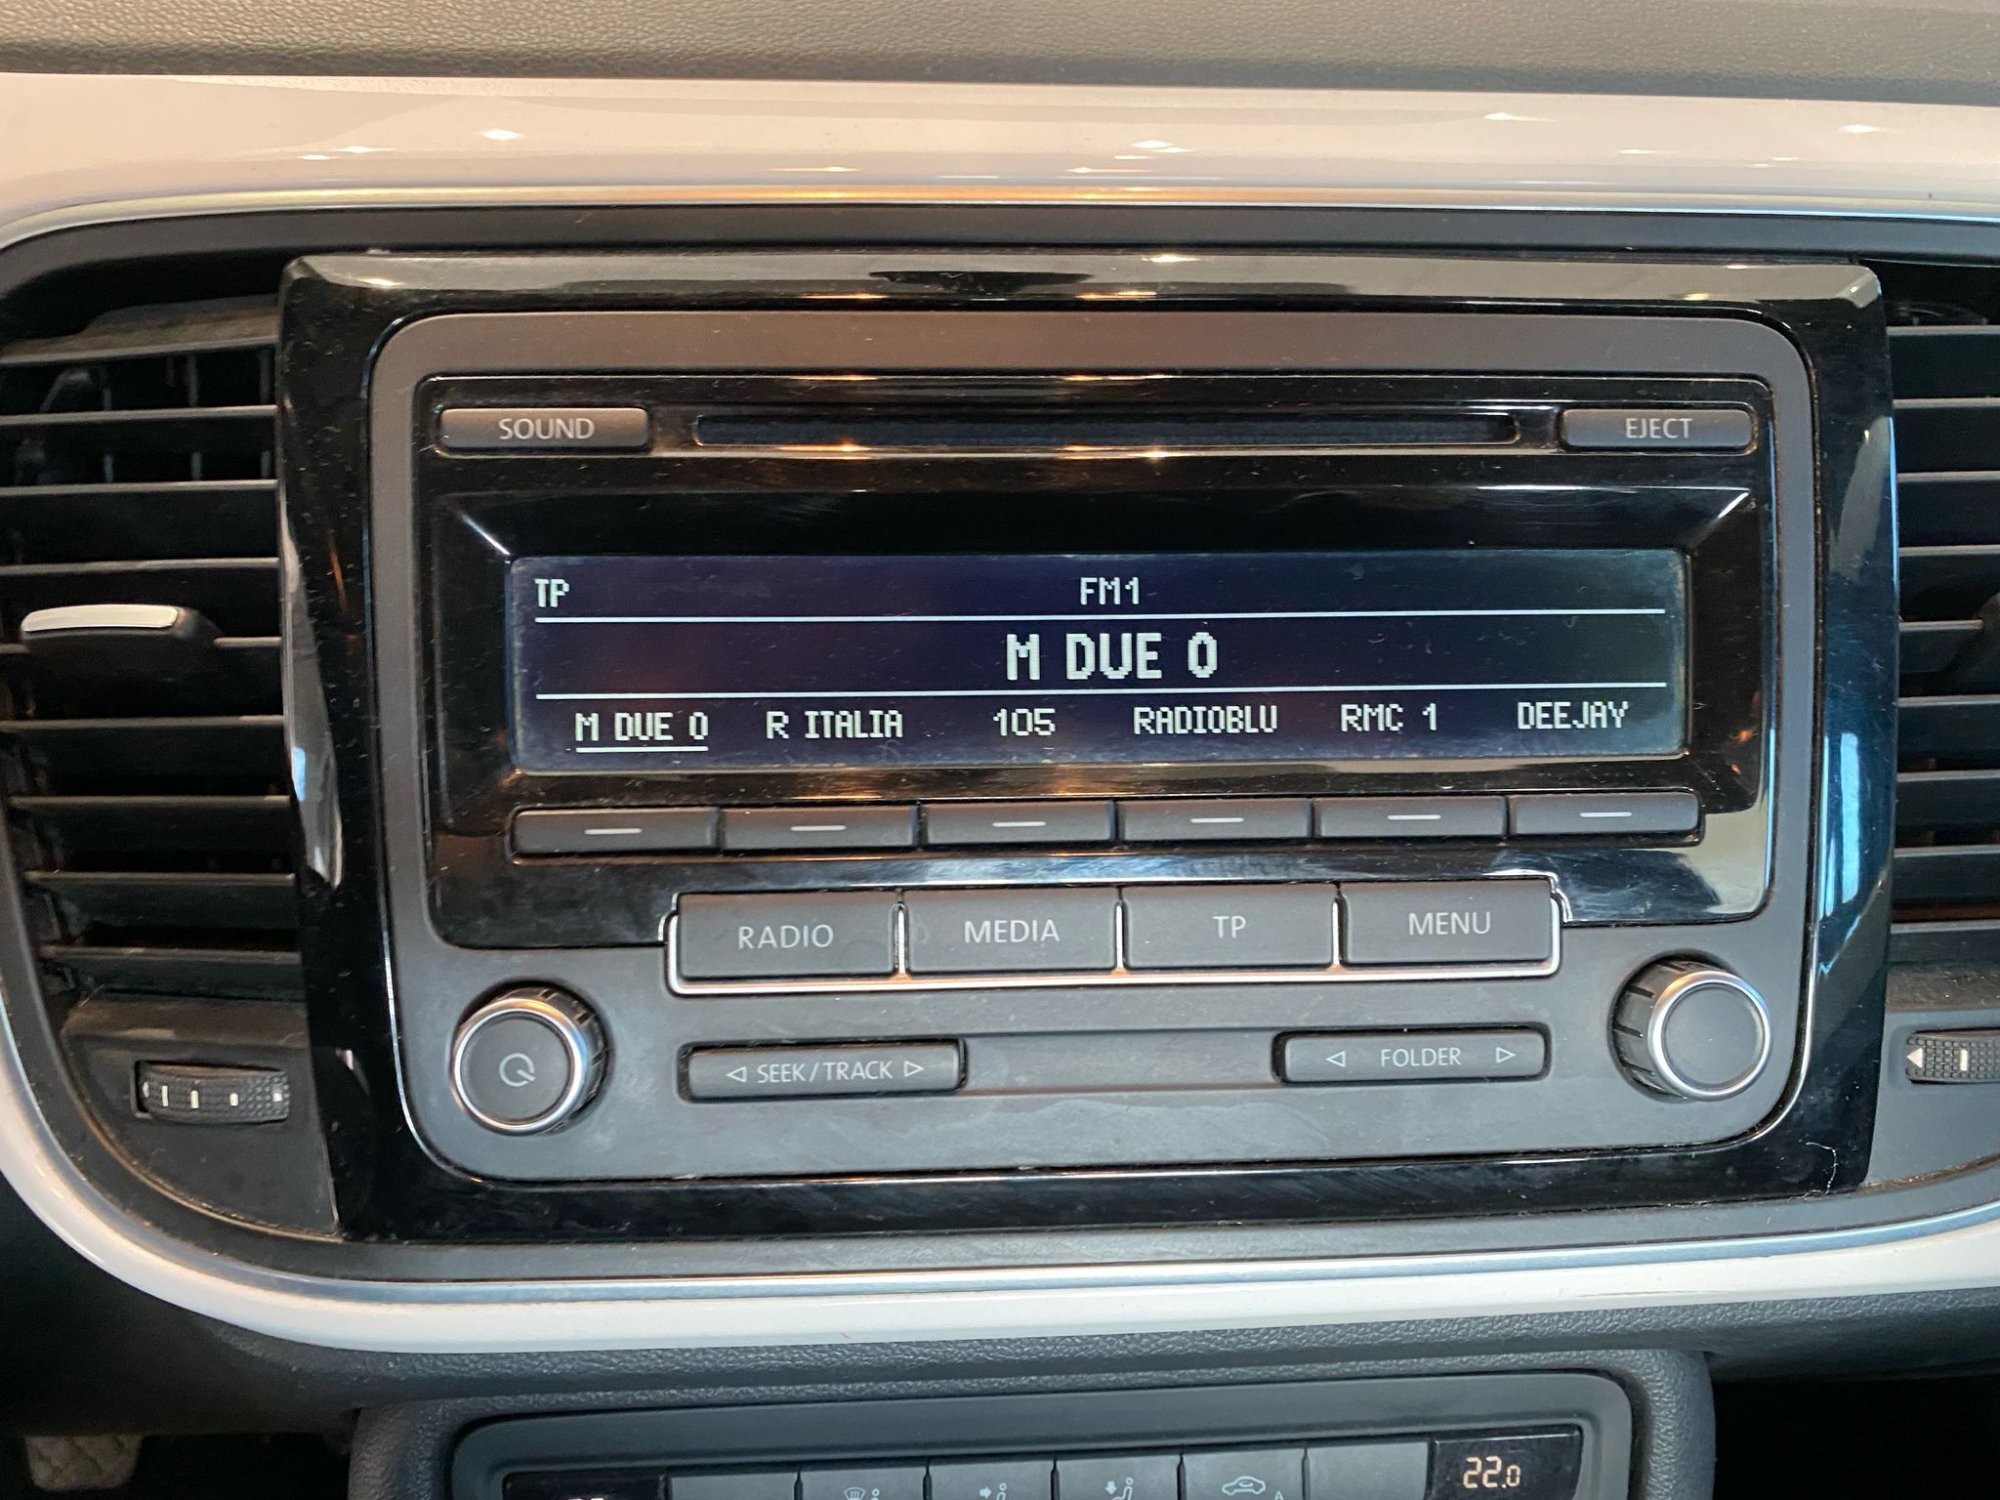 SOUND EJECT
TP FM1
M DUE O
M DUE O R ITALIA 105 RADIOBLU RMC 1 DEEJAY
RADIO MEDIA TP MENU
SEEK / TRACK FOLDER
22.0
A